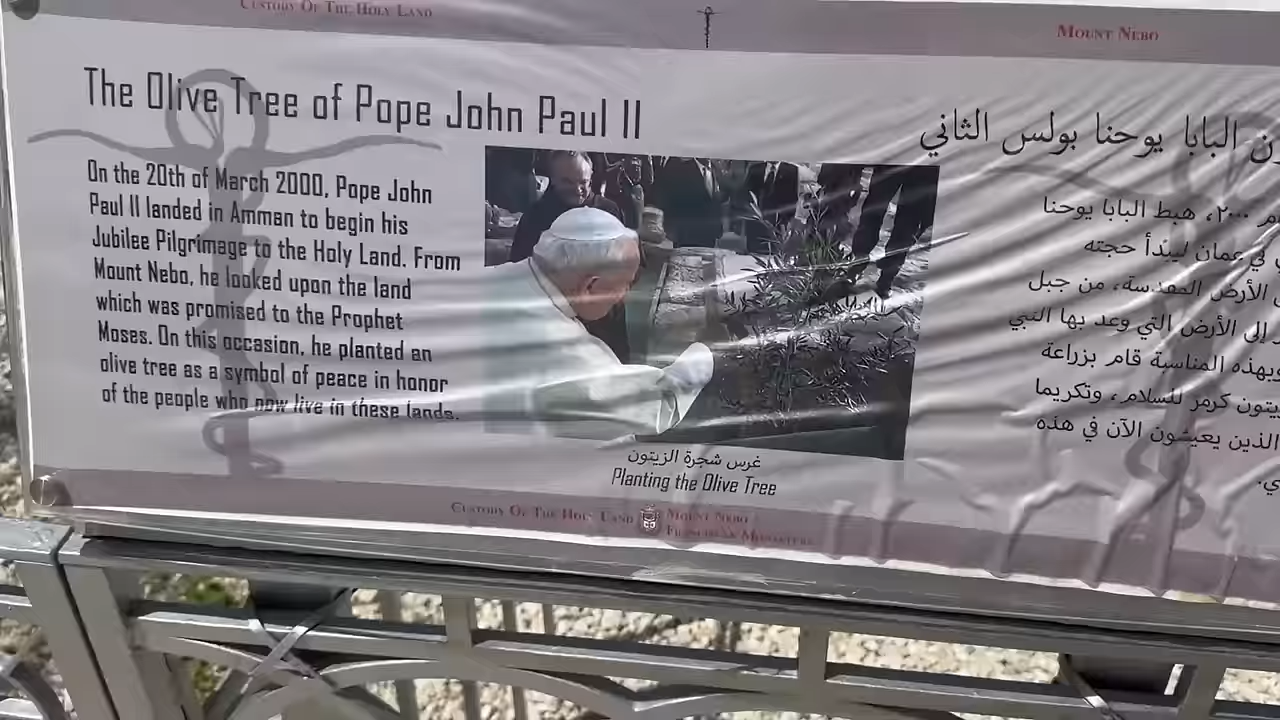 Custody Of The Holy Land
Mount Nebo
The Olive Tree of Pope John Paul II
On the 20th of March 2000, Pope John
Paul II landed in Amman to begin his
Jubilee Pilgrimage to the Holy Land. From
Mount Nebo, he looked upon the land
which was promised to the Prophet
Moses. On this occasion, he planted an
olive tree as a symbol of peace in honor
of the people who now live in these lands.
غرس شجرة الزيتون
Planting the Olive Tree
البابا يوحنا بولس الثاني
٢٠٠٠، هبط البابا يوحنا
في عمان ليبدأ حجته
الأرض المقدسة، من جبل
إلى الأرض التي وعد بها النبي
وبهذه المناسبة قام بزراعة
كرمز للسلام، وتكريما
الذين يعيشون الآن في هذه
Custody Of The Holy Land
Mount Nebo
Franciscan Monastery